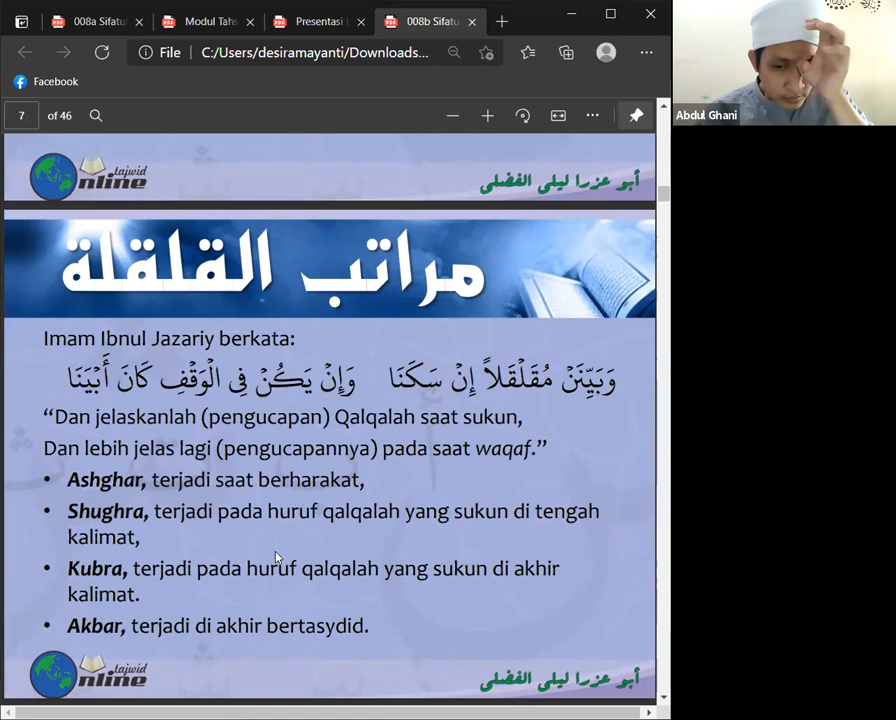 008a Sifatu
Modul Tahs
Presentasi
008b Sifatu
File
C:/Users/desiramayanti/Downloads...
Facebook
7 of 46
tajwid
nline
أبو عزرا ليلى الفضلى
مراتب القلقلة
Imam Ibnul Jazariy berkata:
وَبَيِّنَنْ مُقَلْقَلاً إِنْ سَكَنَا وَإِنْ يَكُنْ فِي الْوَقْفِ كَانَ أَبْيَنَا
“Dan jelaskanlah (pengucapan) Qalqalah saat sukun,
Dan lebih jelas lagi (pengucapannya) pada saat waqaf.”
• Ashghar, terjadi saat berharakat,
• Shughra, terjadi pada huruf qalqalah yang sukun di tengah
kalimat,
• Kubra, terjadi pada huruf qalqalah yang sukun di akhir
kalimat.
• Akbar, terjadi di akhir bertasydid.
tajwid
nline
أبو عزرا ليلى الفضلى
Abdul Ghani